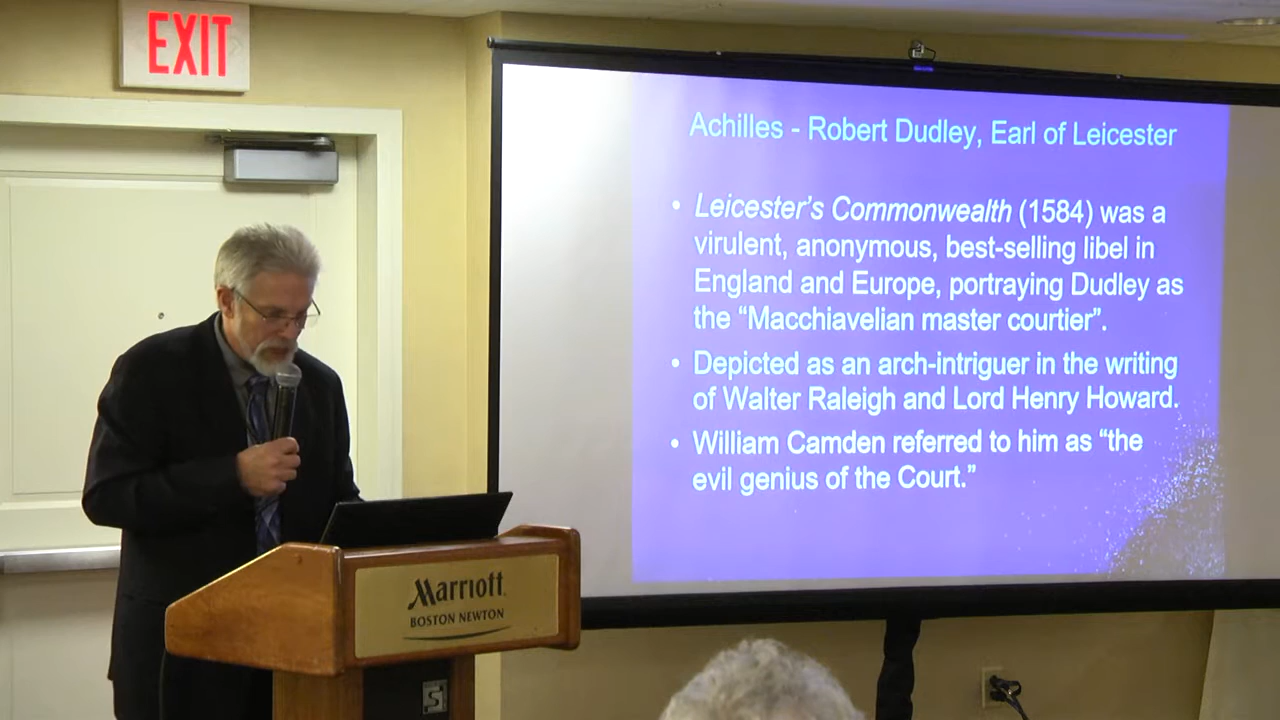 EXIT
Achilles - Robert Dudley, Earl of Leicester
• Leicester’s Commonwealth (1584) was a
virulent, anonymous, best-selling libel in
England and Europe, portraying Dudley as
the “Macchiavelian master courtier”.
• Depicted as an arch-intriguer in the writing
of Walter Raleigh and Lord Henry Howard.
• William Camden referred to him as “the
evil genius of the Court.”
Marriott
BOSTON NEWTON